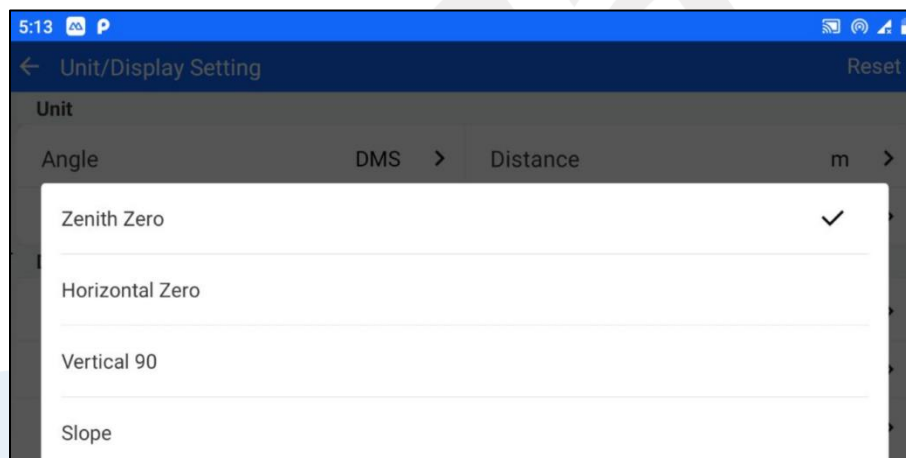 5:13
Unit/Display Setting Reset
Unit
Angle DMS Distance m
Zenith Zero
Horizontal Zero
Vertical 90
Slope